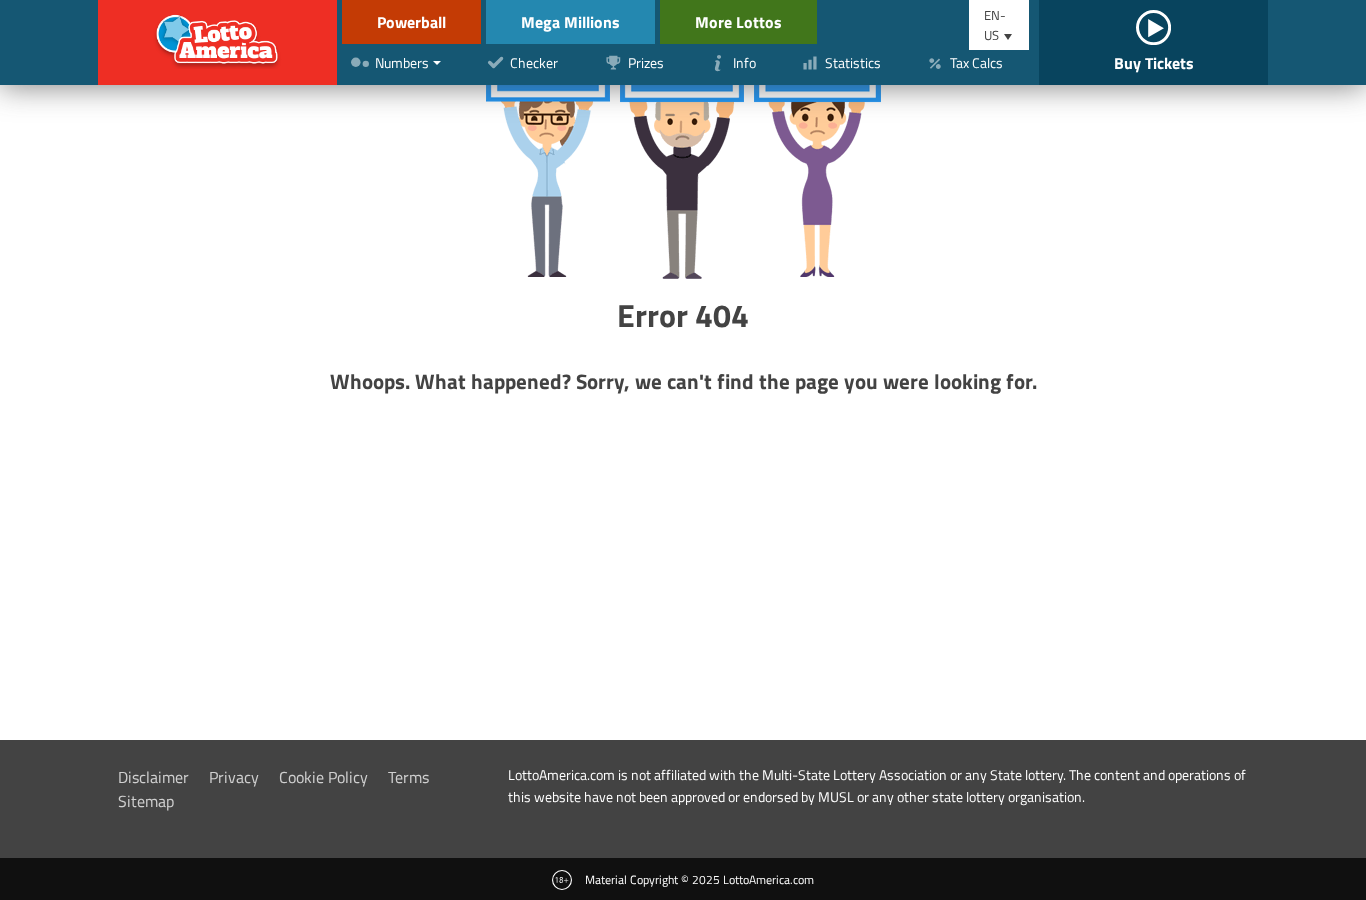 Lotto
America
Powerball
Mega Millions
More Lottos
EN-
US
Buy Tickets
Numbers
Checker
Prizes
Info
Statistics
Tax Calcs
Error 404
Whoops. What happened? Sorry, we can't find the page you were looking for.
Disclaimer
Privacy
Cookie Policy
Terms
Sitemap
LottoAmerica.com is not affiliated with the Multi-State Lottery Association or any State lottery. The content and operations of
this website have not been approved or endorsed by MUSL or any other state lottery organisation.
18+
Material Copyright © 2025 LottoAmerica.com